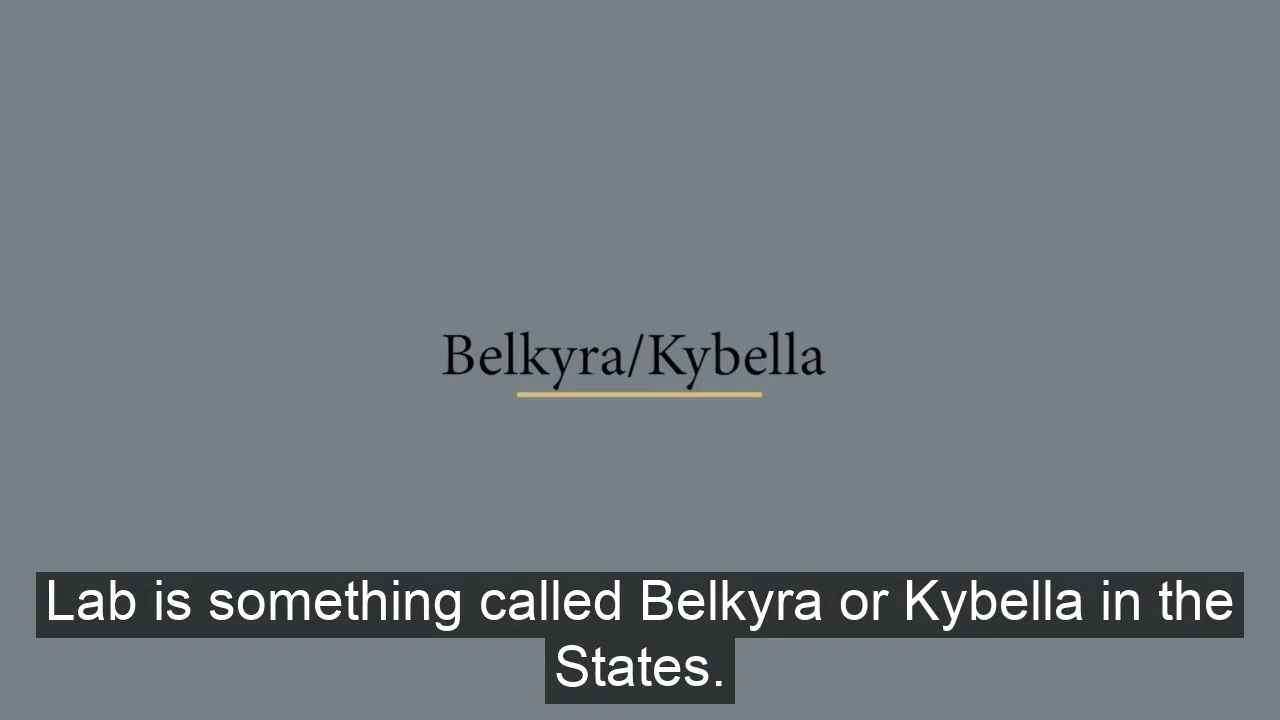 Belkyra/Kybella
Lab is something called Belkyra or Kybella in the
States.